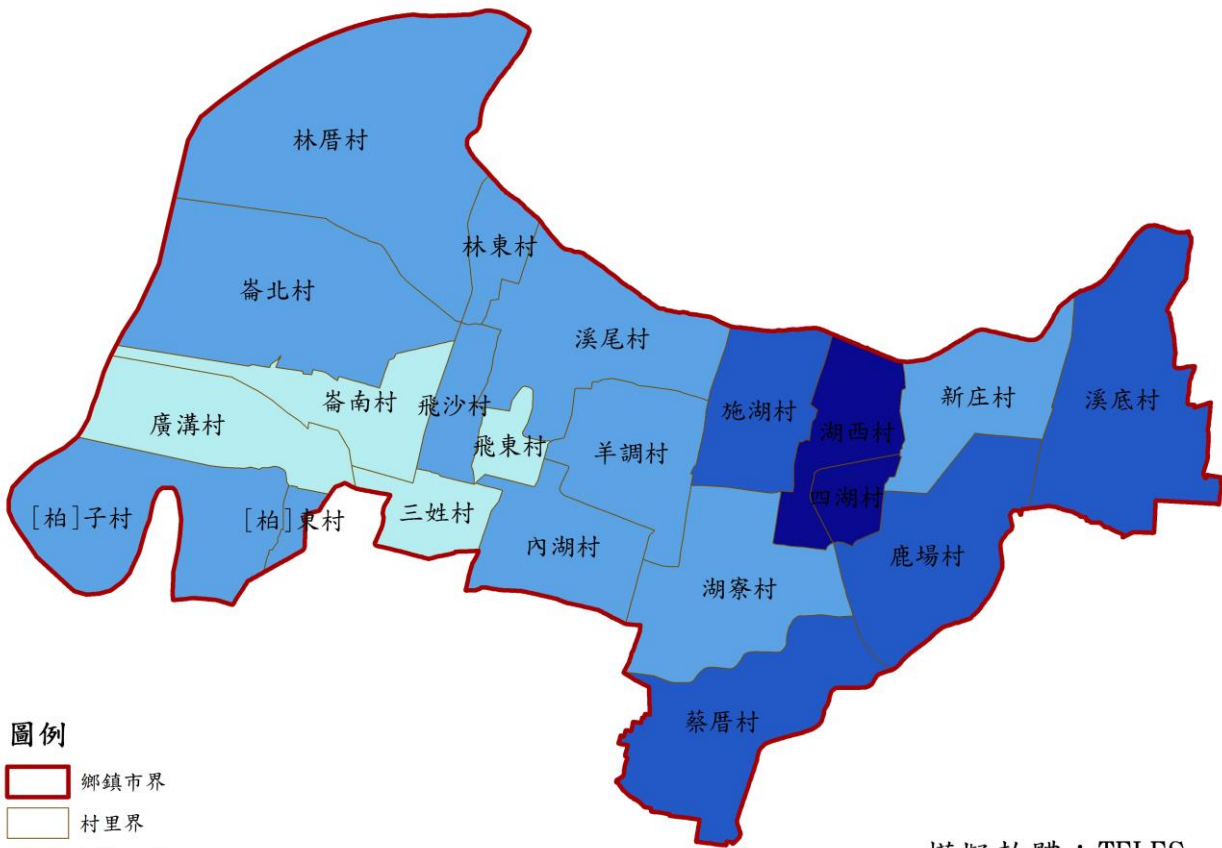 林厝村
林東村
崙北村
溪尾村
崙南村
飛沙村
廣溝村
飛東村
羊調村
施湖村
湖西村
新庄村
溪底村
四湖村
[柏]子村
[柏]東村
三姓村
內湖村
鹿場村
湖寮村
蔡厝村
圖例
鄉鎮市界
村里界